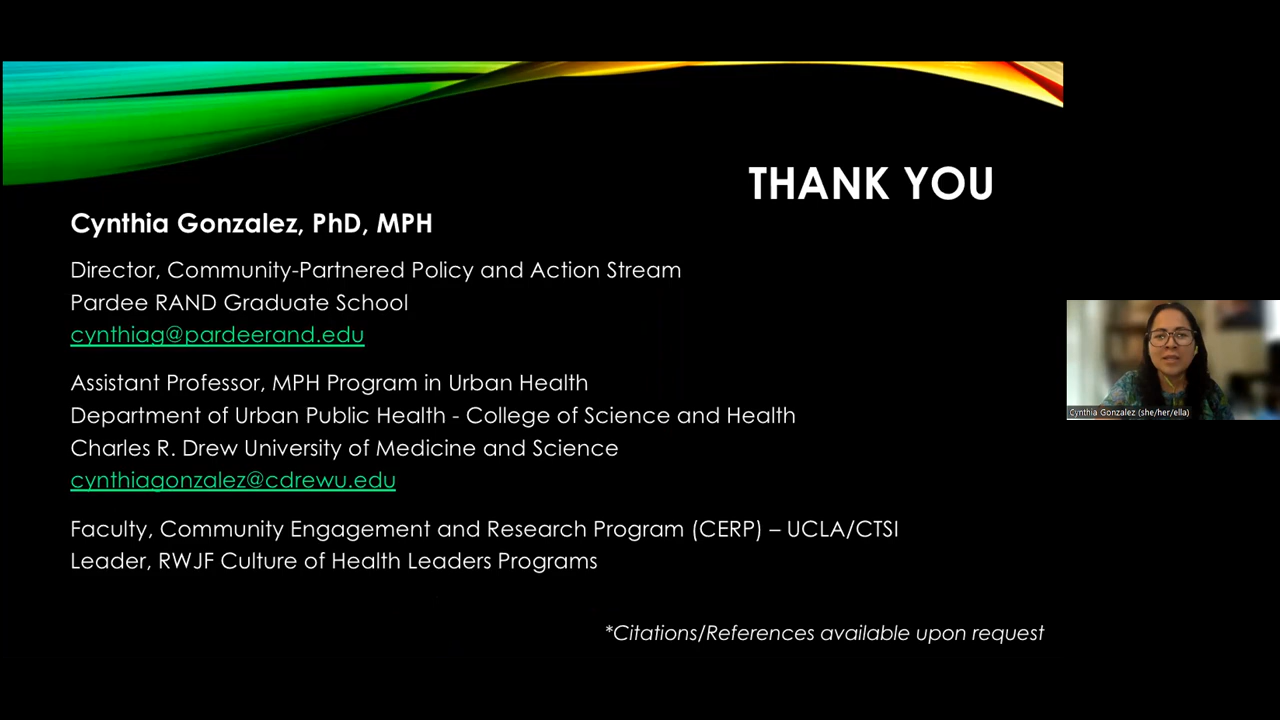 THANK YOU
Cynthia Gonzalez, PhD, MPH
Director, Community-Partnered Policy and Action Stream
Pardee RAND Graduate School
cynthiag@pardeerand.edu
Assistant Professor, MPH Program in Urban Health
Department of Urban Public Health - College of Science and Health
Charles R. Drew University of Medicine and Science
cynthiagonzalez@cdrewu.edu
Faculty, Community Engagement and Research Program (CERP) – UCLA/CTSI
Leader, RWJF Culture of Health Leaders Programs
*Citations/References available upon request
Cynthia Gonzalez (she/her/ella)